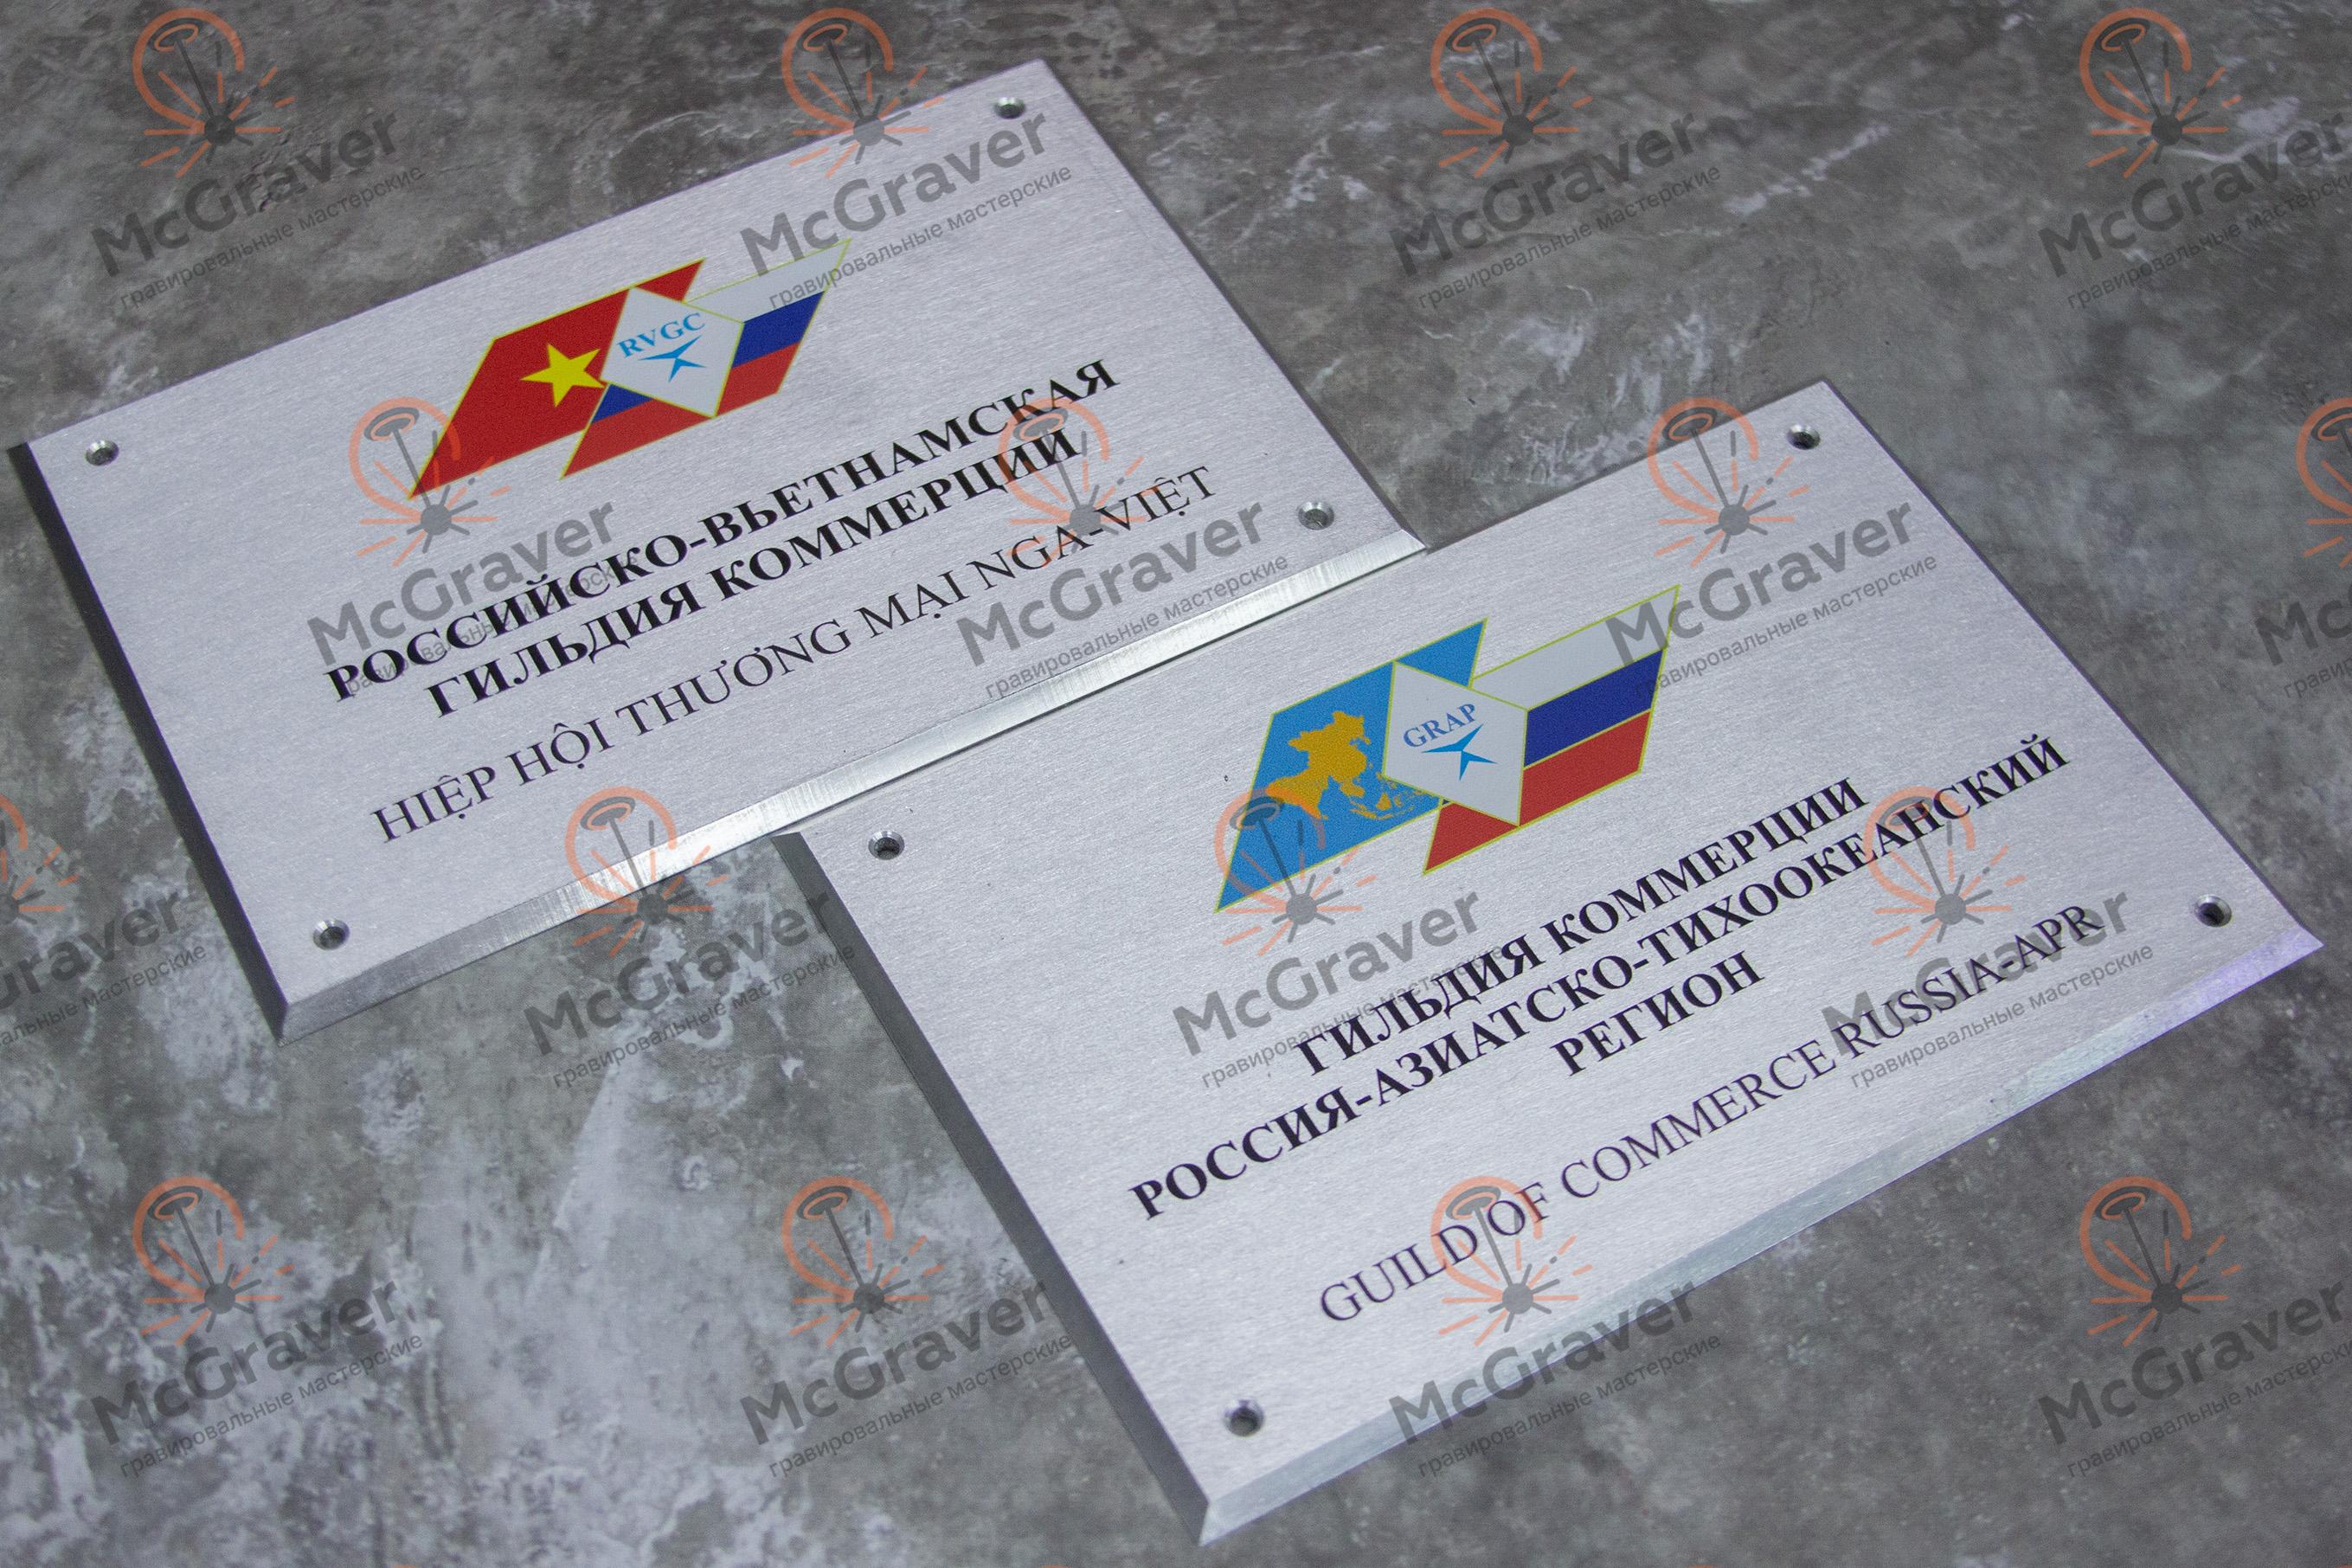 RVGC
РОССИЙСКО-ВЬЕТНАМСКАЯ
ГИЛЬДИЯ КОММЕРЦИИ
HIỆP HỘI THƯƠNG MẠI NGA-VIỆT
GRAP
ГИЛЬДИЯ КОММЕРЦИИ
РОССИЯ-АЗИАТСКО-ТИХООКЕАНСКИЙ
РЕГИОН
GUILD OF COMMERCE RUSSIA-APR
McGraver
гравировальные мастерские